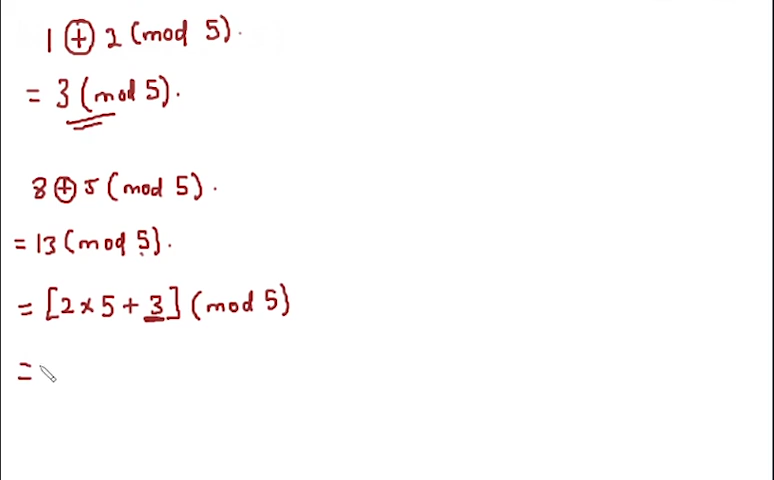 1 ⊕ 2 (mod 5).
= 3 (mod 5).
8 ⊕ 5 (mod 5).
= 13 (mod 5).
= [2 × 5 + 3] (mod 5)
=